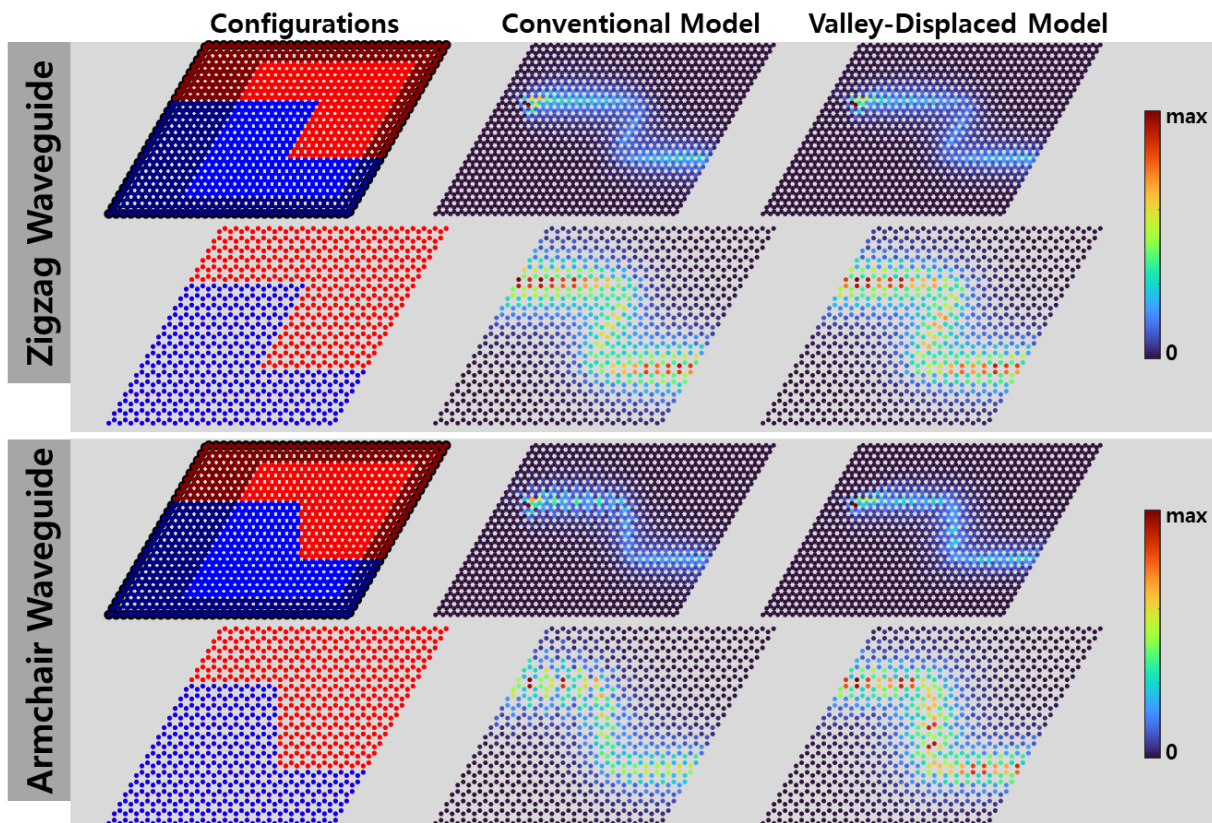 Configurations
Conventional Model
Valley-Displaced Model
Zigzag Waveguide
max
0
Armchair Waveguide
max
0